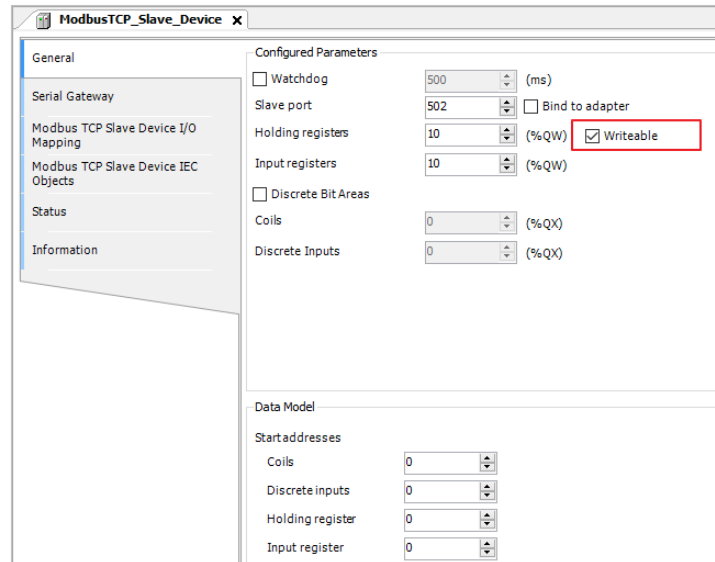 ModbusTCP_Slave_Device X
General
Serial Gateway
Modbus TCP Slave Device I/O
Mapping
Modbus TCP Slave Device IEC
Objects
Status
Information
Configured Parameters
Watchdog 500 (ms)
Slave port 502 Bind to adapter
Holding registers 10 (%QW) Writeable
Input registers 10 (%QW)
Discrete Bit Areas
Coils 0 (%QX)
Discrete Inputs 0 (%QX)
Data Model
Start addresses
Coils 0
Discrete inputs 0
Holding register 0
Input register 0